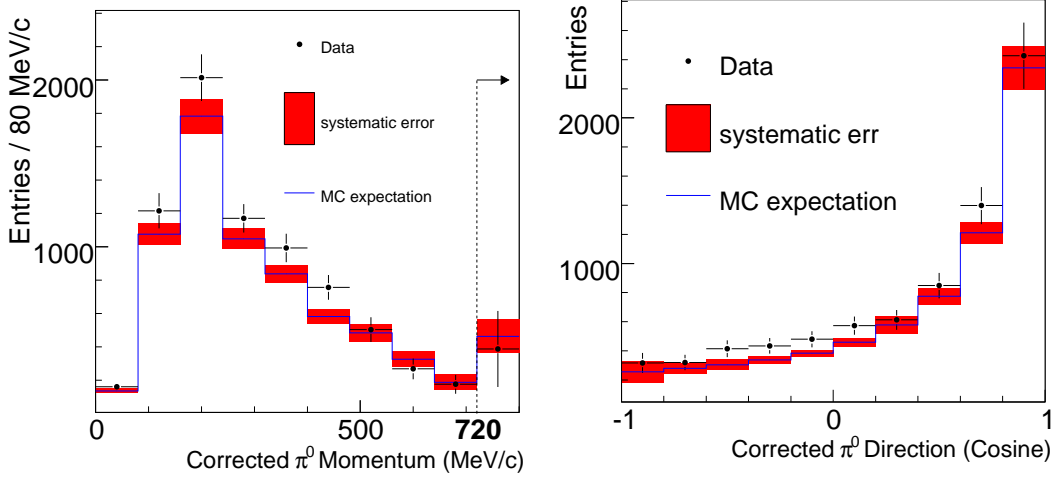 Entries / 80 MeV/c
2000
1000
Data
systematic error
MC expectation
0
500
720
Corrected π⁰ Momentum (MeV/c)
Entries
2000
1000
Data
systematic err
MC expectation
-1
0
1
Corrected π⁰ Direction (Cosine)